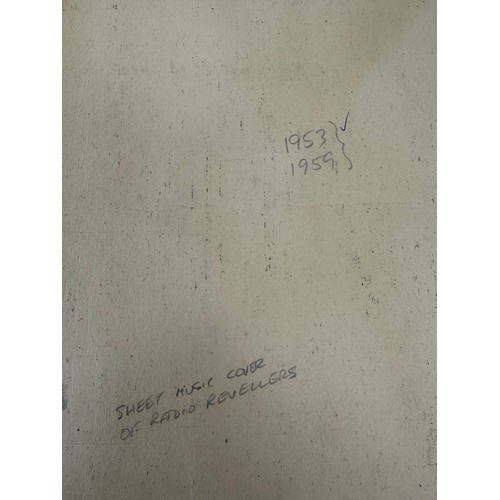 1953
1959
SHEET MUSIC COVER
OF RADIO REVELLERS